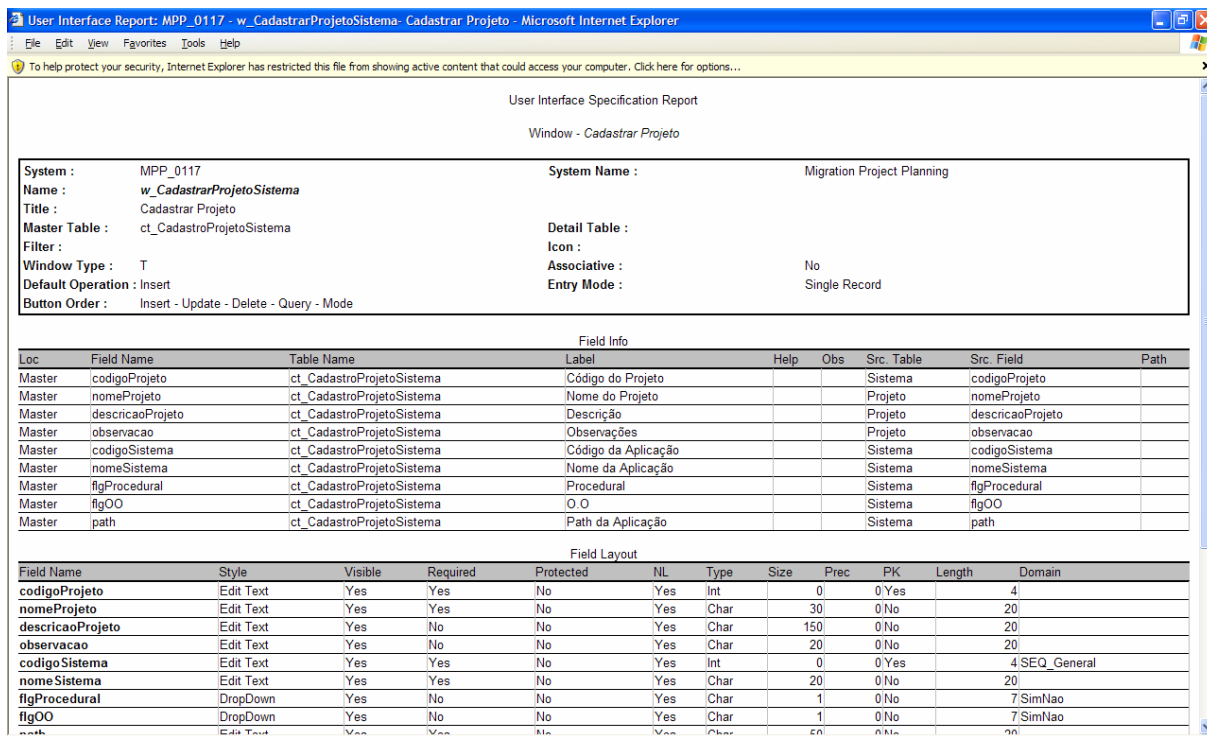 User Interface Report: MPP_0117 - w_CadastrarProjetoSistema- Cadastrar Projeto - Microsoft Internet Explorer
File Edit View Favorites Tools Help
To help protect your security, Internet Explorer has restricted this file from showing active content that could access your computer. Click here for options...
User Interface Specification Report
Window - Cadastrar Projeto
System : MPP_0117 System Name : Migration Project Planning
Name : w_CadastrarProjetoSistema
Title : Cadastrar Projeto
Master Table : ct_CadastroProjetoSistema Detail Table :
Filter : Icon :
Window Type : T Associative : No
Default Operation : Insert Entry Mode : Single Record
Button Order : Insert - Update - Delete - Query - Mode
Field Info
Loc Field Name Table Name Label Help Obs Src. Table Src. Field Path
Master codigoProjeto ct_CadastroProjetoSistema Código do Projeto Sistema codigoProjeto
Master nomeProjeto ct_CadastroProjetoSistema Nome do Projeto Projeto nomeProjeto
Master descricaoProjeto ct_CadastroProjetoSistema Descrição Projeto descricaoProjeto
Master observacao ct_CadastroProjetoSistema Observações Projeto observacao
Master codigoSistema ct_CadastroProjetoSistema Código da Aplicação Sistema codigoSistema
Master nomeSistema ct_CadastroProjetoSistema Nome da Aplicação Sistema nomeSistema
Master flgProcedural ct_CadastroProjetoSistema Procedural Sistema flgProcedural
Master flgOO ct_CadastroProjetoSistema O.O Sistema flgOO
Master path ct_CadastroProjetoSistema Path da Aplicação Sistema path
Field Layout
Field Name Style Visible Required Protected NL Type Size Prec PK Length Domain
codigoProjeto Edit Text Yes Yes No Yes Int 0 0 Yes 4
nomeProjeto Edit Text Yes Yes No Yes Char 30 0 No 20
descricaoProjeto Edit Text Yes No No Yes Char 150 0 No 20
observacao Edit Text Yes No No Yes Char 20 0 No 20
codigoSistema Edit Text Yes Yes No Yes Int 0 0 Yes 4 SEQ_General
nomeSistema Edit Text Yes Yes No Yes Char 20 0 No 20
flgProcedural DropDown Yes No No Yes Char 1 0 No 7 SimNao
flgOO DropDown Yes No No Yes Char 1 0 No 7 SimNao
path Edit Text Yes Yes No Yes Char 50 0 No 20